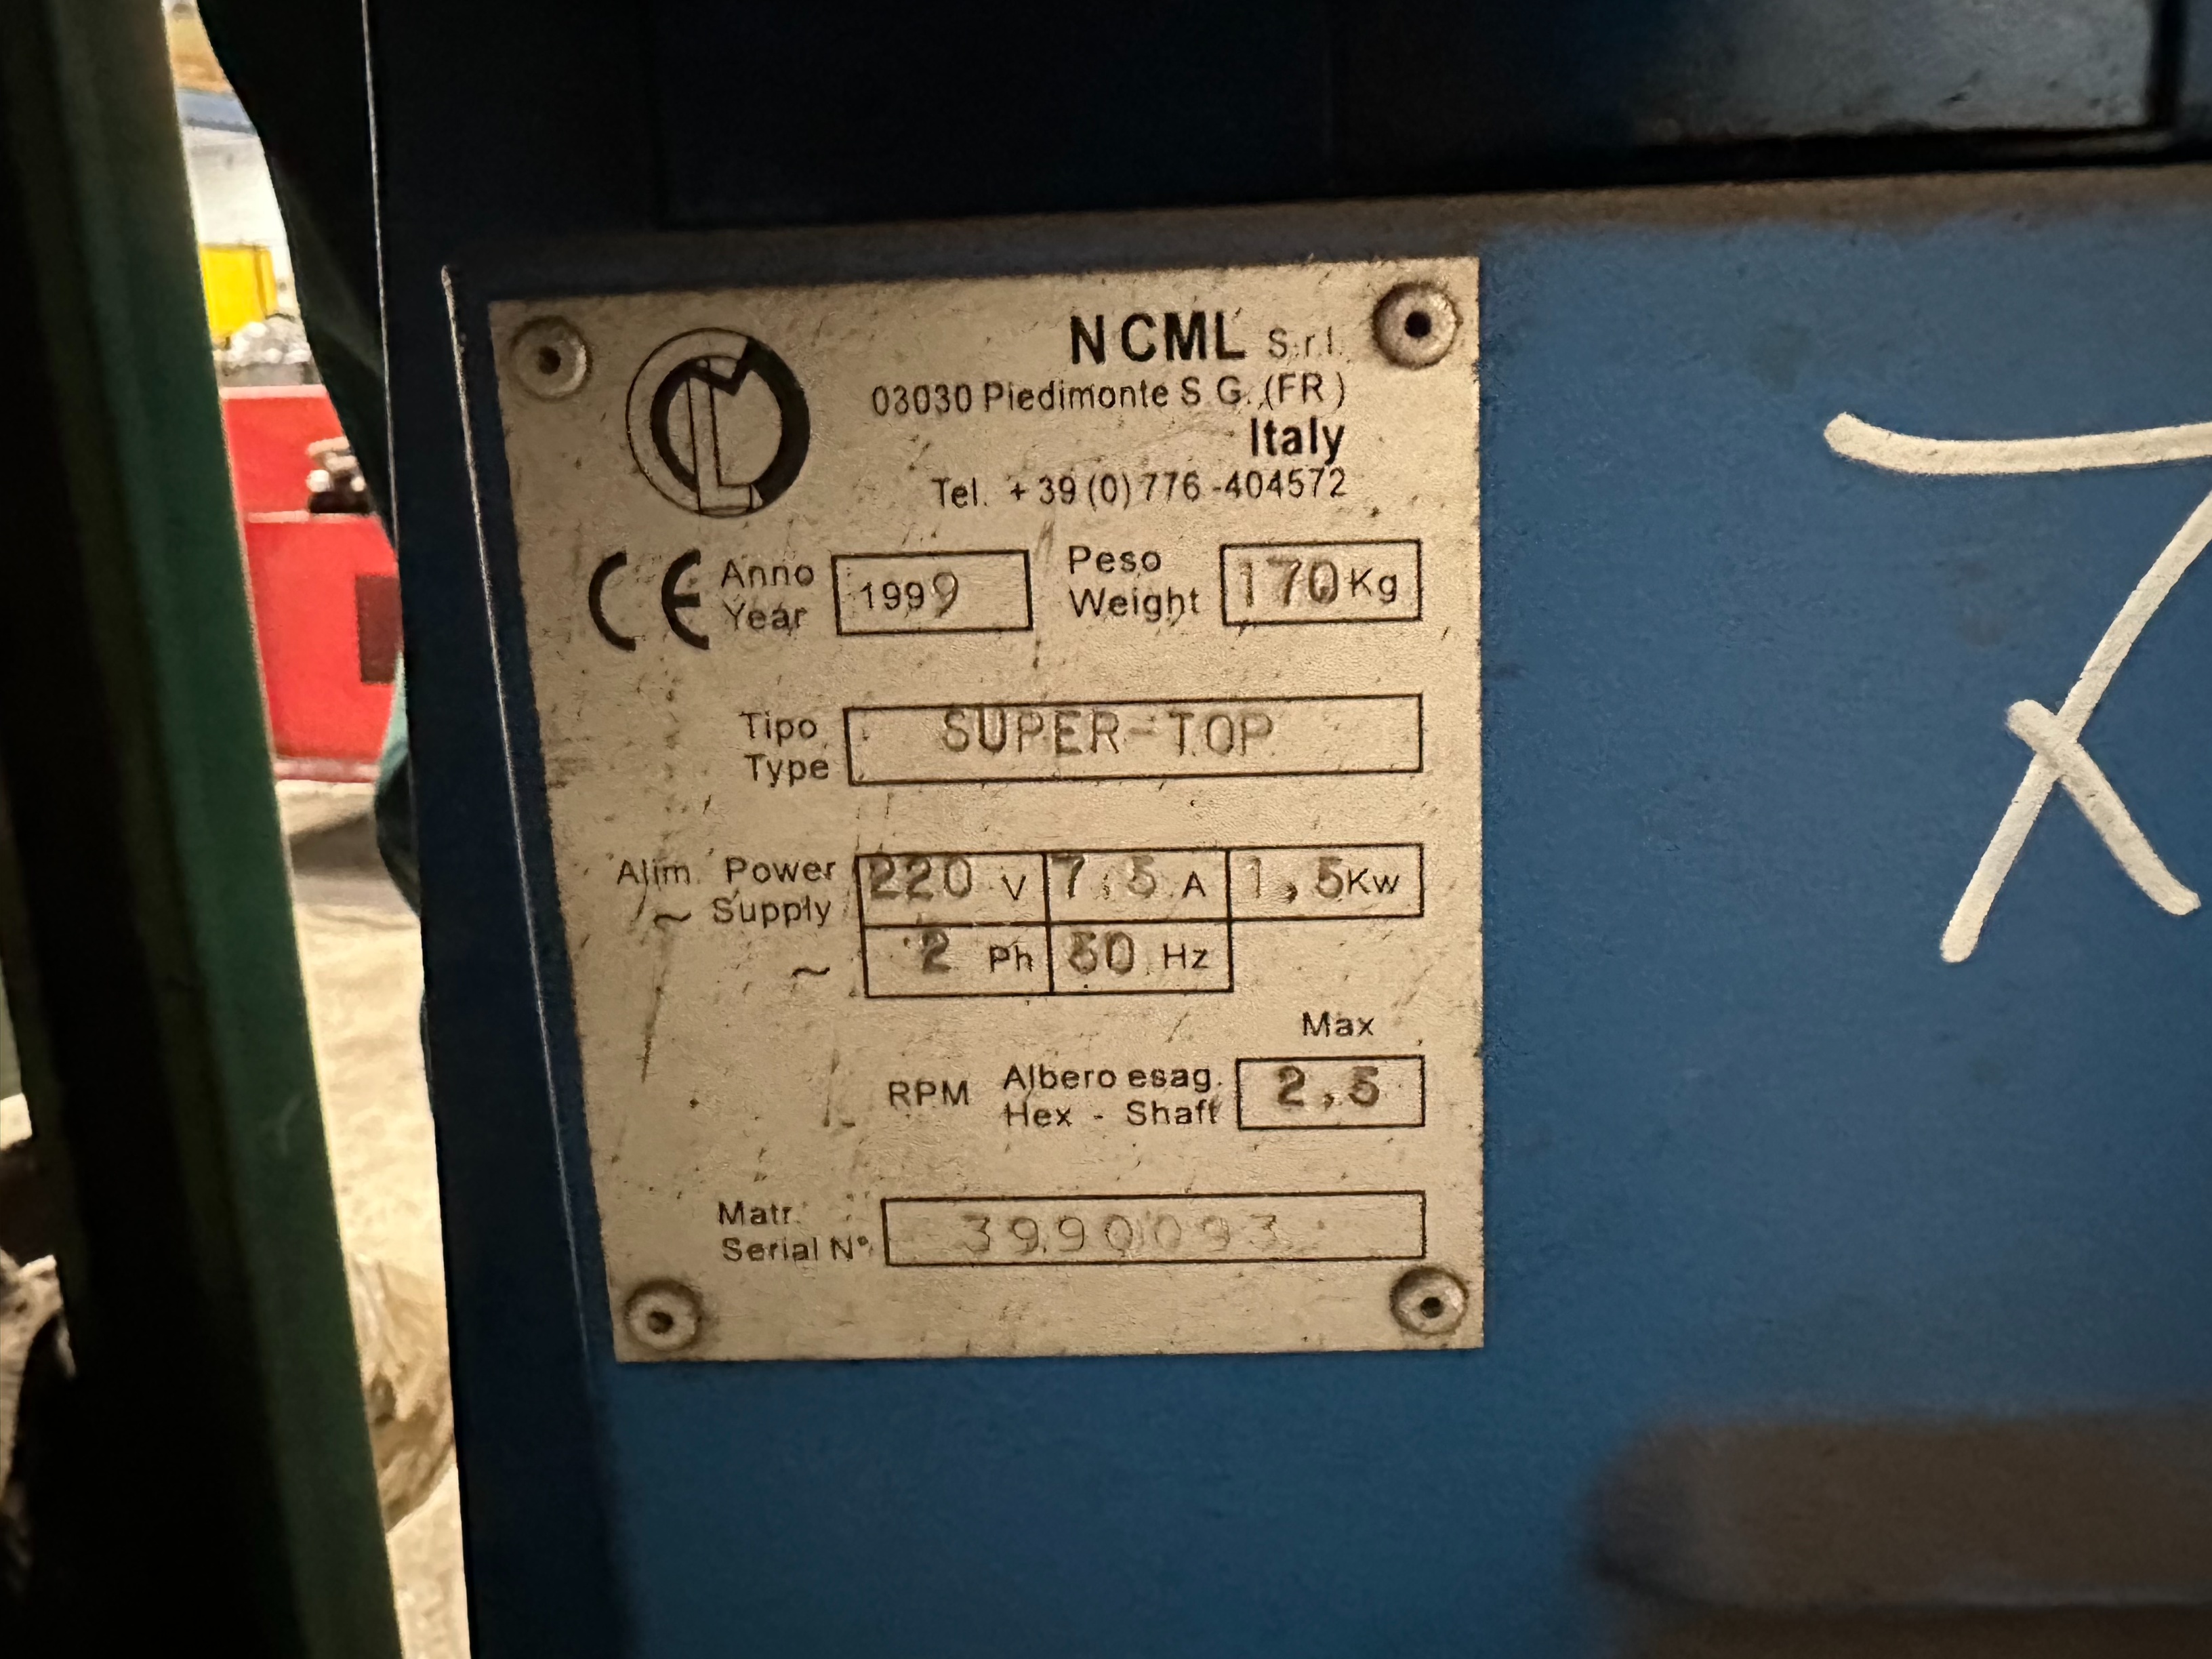 NCML S.r.l.
03030 Piedimonte S G. (FR)
Italy
Tel. +39(0)776-404572
CE Anno Year 1999 Peso Weight 170 Kg
Tipo Type SUPER-TOP
Alim. Power ~ Supply 220 V 7,5 A 1,5 Kw
~ 2 Ph 50 Hz
Max
RPM Albero esag. Hex - Shaft 2,5
Matr. Serial N° 3990093